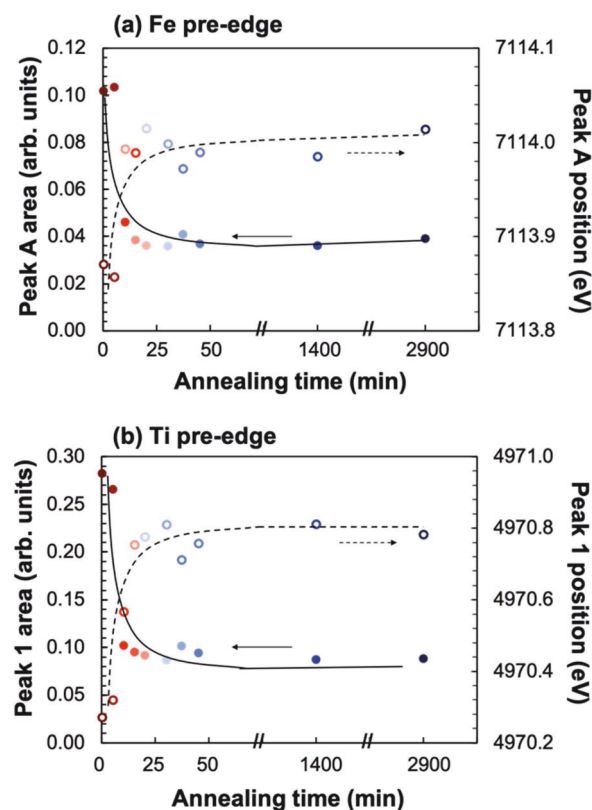 (a) Fe pre-edge
0.12
0.10
0.08
0.06
0.04
0.02
0.00
Peak A area (arb. units)
7114.1
7114.0
7113.9
7113.8
Peak A position (eV)
0 25 50 1400 2900
Annealing time (min)
(b) Ti pre-edge
0.30
0.25
0.20
0.15
0.10
0.05
0.00
Peak 1 area (arb. units)
4971.0
4970.8
4970.6
4970.4
4970.2
Peak 1 position (eV)
0 25 50 1400 2900
Annealing time (min)